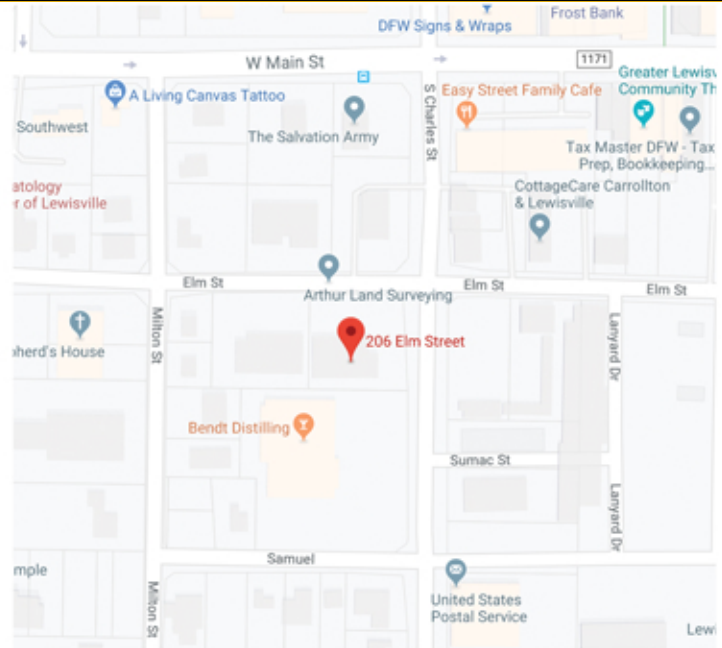 Frost Bank
DFW Signs & Wraps
W Main St
1171
Greater Lewisv
Community Th
A Living Canvas Tattoo
Easy Street Family Cafe
S Charles St
Southwest
The Salvation Army
Tax Master DFW - Tax
Prep, Bookkeeping...
atology
r of Lewisville
CottageCare Carrollton
& Lewisville
Elm St
Elm St
Elm St
Arthur Land Surveying
Milton St
Lanyard Dr
206 Elm Street
pherd's House
Bendt Distilling
Sumac St
Lanyard Dr
Samuel
mple
Milton St
United States
Postal Service
Lewi